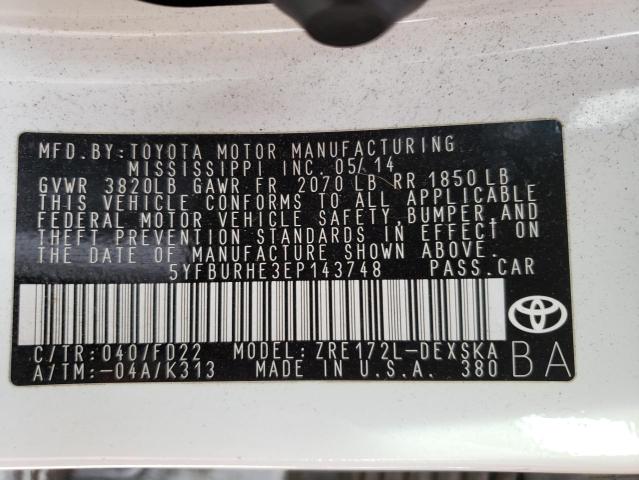 MFD. BY: TOYOTA MOTOR MANUFACTURING
MISSISSIPPI INC. 05/14
GVWR 3820LB GAWR FR 2070 LB RR 1850 LB
THIS VEHICLE CONFORMS TO ALL APPLICABLE
FEDERAL MOTOR VEHICLE SAFETY, BUMPER, AND
THEFT PREVENTION STANDARDS IN EFFECT ON
THE DATE OF MANUFACTURE SHOWN ABOVE.
5YFBURHE3EP143748 PASS. CAR
C/TR: 040/FD22 MODEL: ZRE172L-DEXSKA
A/TM: -04A/K313 MADE IN U.S.A. 380
BA